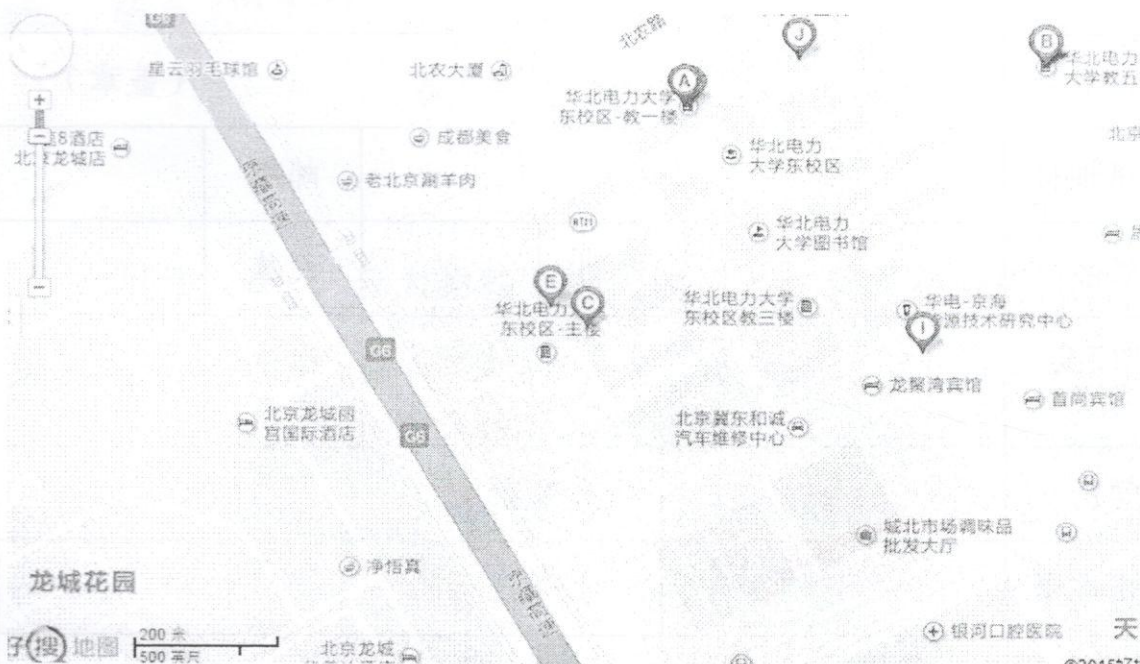 G6
北农路
J
B
星云羽毛球馆
北农大厦
A
华北电力
大学教五
华北电力大学
东校区-教一楼
成都美食
8酒店
北京龙城店
华北电力
大学东校区
老北京涮羊肉
华北电力
大学图书馆
E
C
华北电力大
东校区-主楼
华北电力大学
东校区教三楼
华电-京海
源技术研究中心
I
G6
龙聚湾宾馆
首尚宾馆
北京龙城丽
宫国际酒店
G6
北京冀东和诚
汽车维修中心
城北市场调味品
批发大厅
净悟真
龙城花园
搜 地图
200 米
500 英尺
北京龙城
银河口腔医院
天